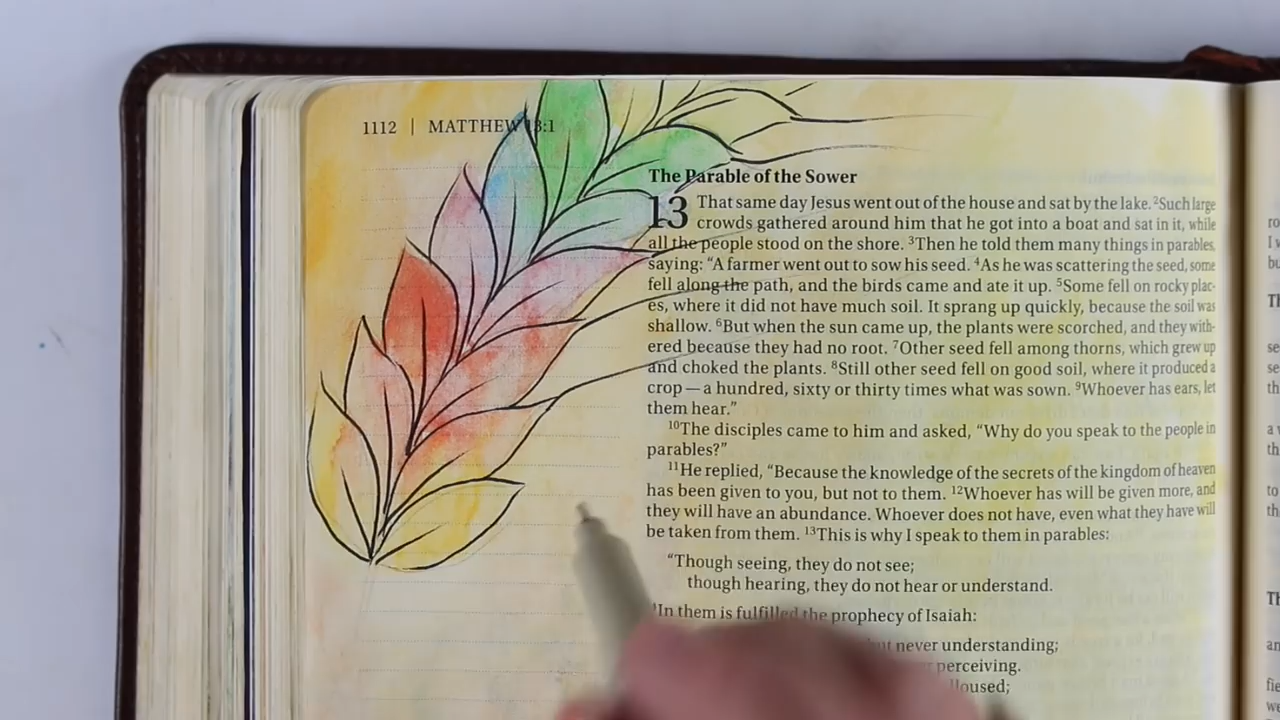 1112 | MATTHEW 13:1
The Parable of the Sower
13 That same day Jesus went out of the house and sat by the lake. 2Such large
crowds gathered around him that he got into a boat and sat in it, while
all the people stood on the shore. 3Then he told them many things in parables,
saying: “A farmer went out to sow his seed. 4As he was scattering the seed, some
fell along the path, and the birds came and ate it up. 5Some fell on rocky plac-
es, where it did not have much soil. It sprang up quickly, because the soil was
shallow. 6But when the sun came up, the plants were scorched, and they with-
ered because they had no root. 7Other seed fell among thorns, which grew up
and choked the plants. 8Still other seed fell on good soil, where it produced a
crop — a hundred, sixty or thirty times what was sown. 9Whoever has ears, let
them hear.”
10The disciples came to him and asked, “Why do you speak to the people in
parables?”
11He replied, “Because the knowledge of the secrets of the kingdom of heaven
has been given to you, but not to them. 12Whoever has will be given more, and
they will have an abundance. Whoever does not have, even what they have will
be taken from them. 13This is why I speak to them in parables:
“Though seeing, they do not see;
though hearing, they do not hear or understand.
In them is fulfilled the prophecy of Isaiah:
but never understanding;
perceiving.